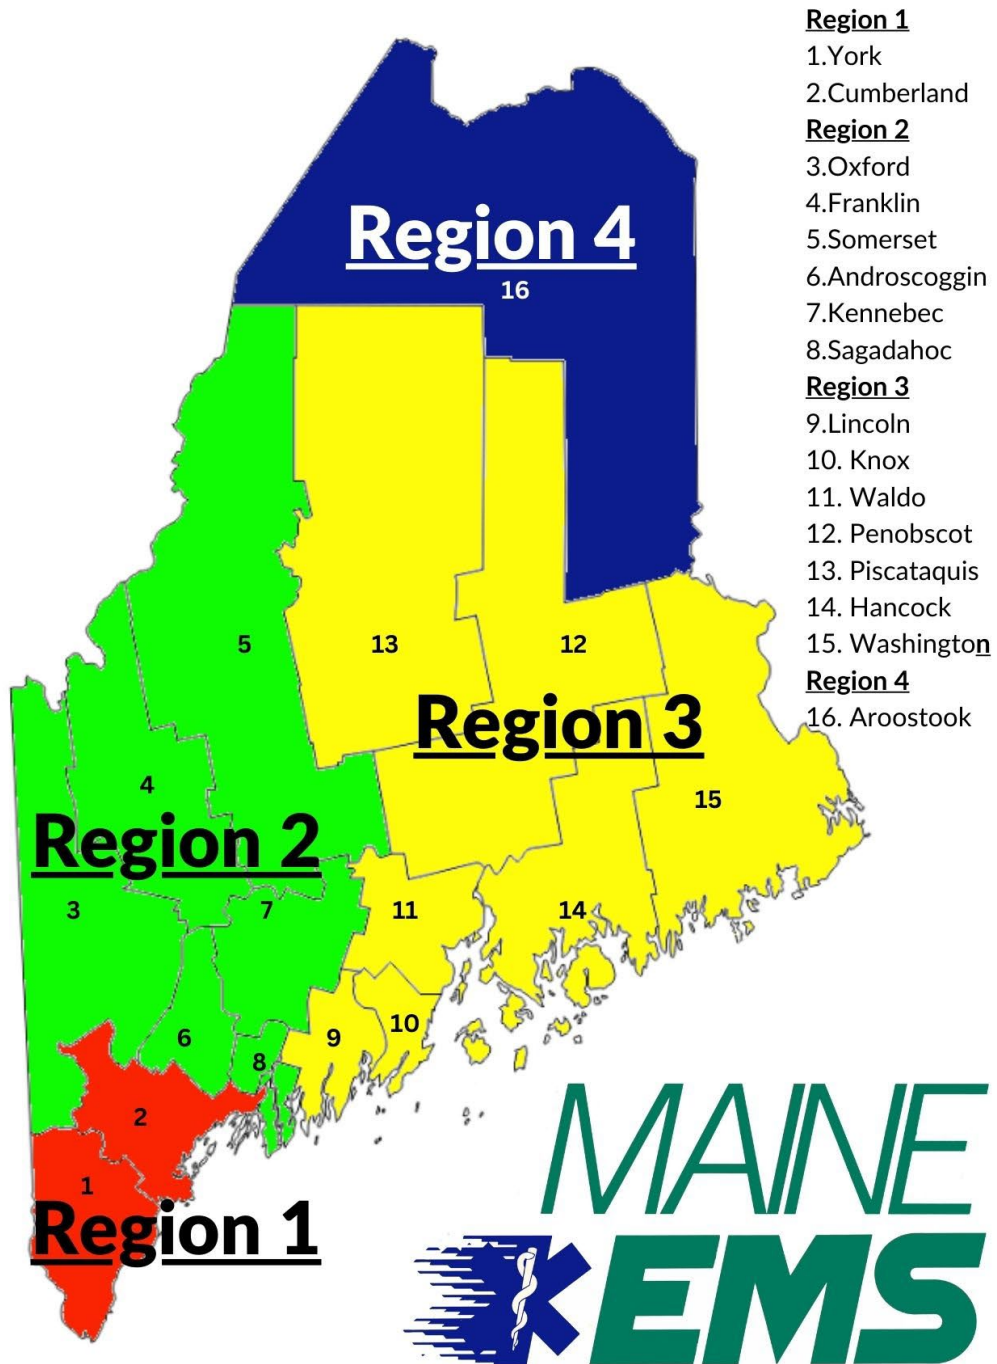 Region 1
1.York
2.Cumberland
Region 2
3.Oxford
4.Franklin
5.Somerset
6.Androscoggin
7.Kennebec
8.Sagadahoc
Region 3
9.Lincoln
10. Knox
11. Waldo
12. Penobscot
13. Piscataquis
14. Hancock
15. Washington
Region 4
16. Aroostook
Region 4
16
5
13
12
Region 3
4
15
Region 2
3
7
11
14
6
9
10
8
2
1
Region 1
MAINE
EMS